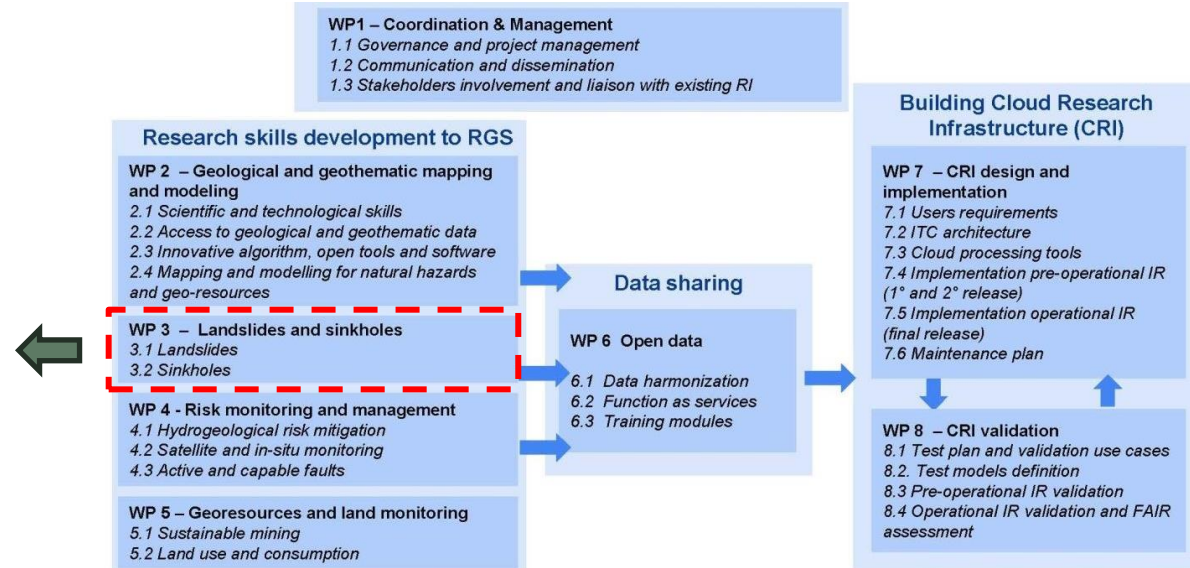 WP1 – Coordination & Management
1.1 Governance and project management
1.2 Communication and dissemination
1.3 Stakeholders involvement and liaison with existing RI
Research skills development to RGS
WP 2 – Geological and geothematic mapping
and modeling
2.1 Scientific and technological skills
2.2 Access to geological and geothematic data
2.3 Innovative algorithm, open tools and software
2.4 Mapping and modelling for natural hazards
and geo-resources
WP 3 – Landslides and sinkholes
3.1 Landslides
3.2 Sinkholes
WP 4 - Risk monitoring and management
4.1 Hydrogeological risk mitigation
4.2 Satellite and in-situ monitoring
4.3 Active and capable faults
WP 5 – Georesources and land monitoring
5.1 Sustainable mining
5.2 Land use and consumption
Data sharing
WP 6 Open data
6.1 Data harmonization
6.2 Function as services
6.3 Training modules
Building Cloud Research
Infrastructure (CRI)
WP 7 – CRI design and
implementation
7.1 Users requirements
7.2 ITC architecture
7.3 Cloud processing tools
7.4 Implementation pre-operational IR
(1° and 2° release)
7.5 Implementation operational IR
(final release)
7.6 Maintenance plan
WP 8 – CRI validation
8.1 Test plan and validation use cases
8.2. Test models definition
8.3 Pre-operational IR validation
8.4 Operational IR validation and FAIR
assessment